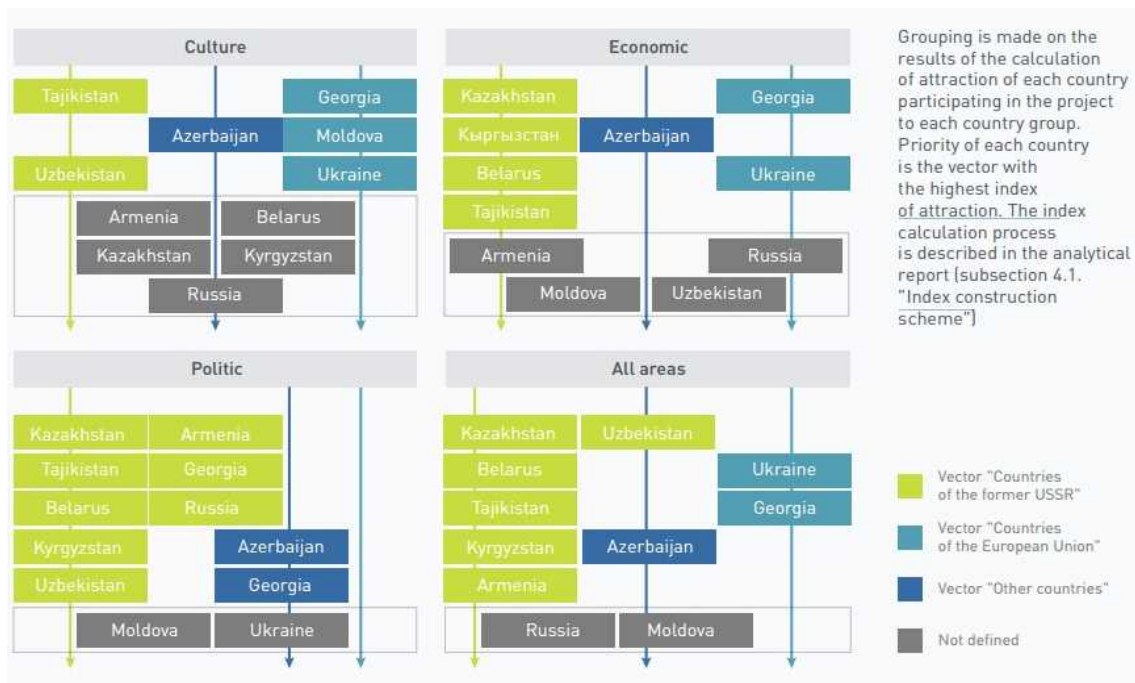 Culture
Tajikistan
Georgia
Azerbaijan
Moldova
Uzbekistan
Ukraine
Armenia
Belarus
Kazakhstan
Kyrgyzstan
Russia
Economic
Kazakhstan
Georgia
Кыргызстан
Azerbaijan
Belarus
Ukraine
Tajikistan
Armenia
Russia
Moldova
Uzbekistan
Grouping is made on the
results of the calculation
of attraction of each country
participating in the project
to each country group.
Priority of each country
is the vector with
the highest index
of attraction. The index
calculation process
is described in the analytical
report (subsection 4.1.
"Index construction
scheme")
Politic
Kazakhstan
Armenia
Tajikistan
Georgia
Belarus
Russia
Kyrgyzstan
Azerbaijan
Uzbekistan
Georgia
Moldova
Ukraine
All areas
Kazakhstan
Uzbekistan
Belarus
Ukraine
Tajikistan
Georgia
Kyrgyzstan
Azerbaijan
Armenia
Russia
Moldova
Vector "Countries
of the former USSR"
Vector "Countries
of the European Union"
Vector "Other countries"
Not defined